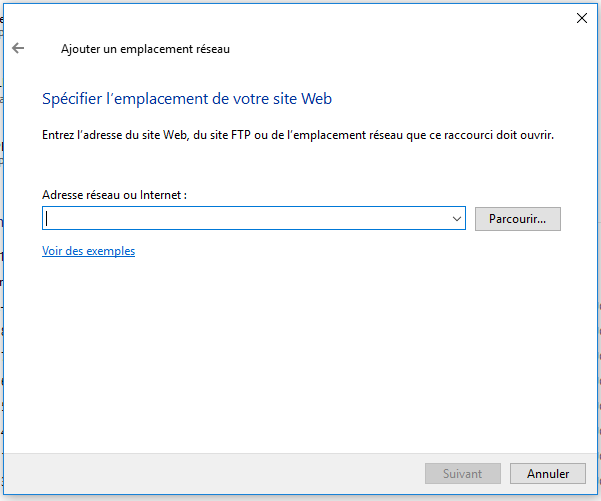 Ajouter un emplacement réseau
Spécifier l’emplacement de votre site Web
Entrez l’adresse du site Web, du site FTP ou de l’emplacement réseau que ce raccourci doit ouvrir.
Adresse réseau ou Internet :
Parcourir...
Voir des exemples
Suivant
Annuler